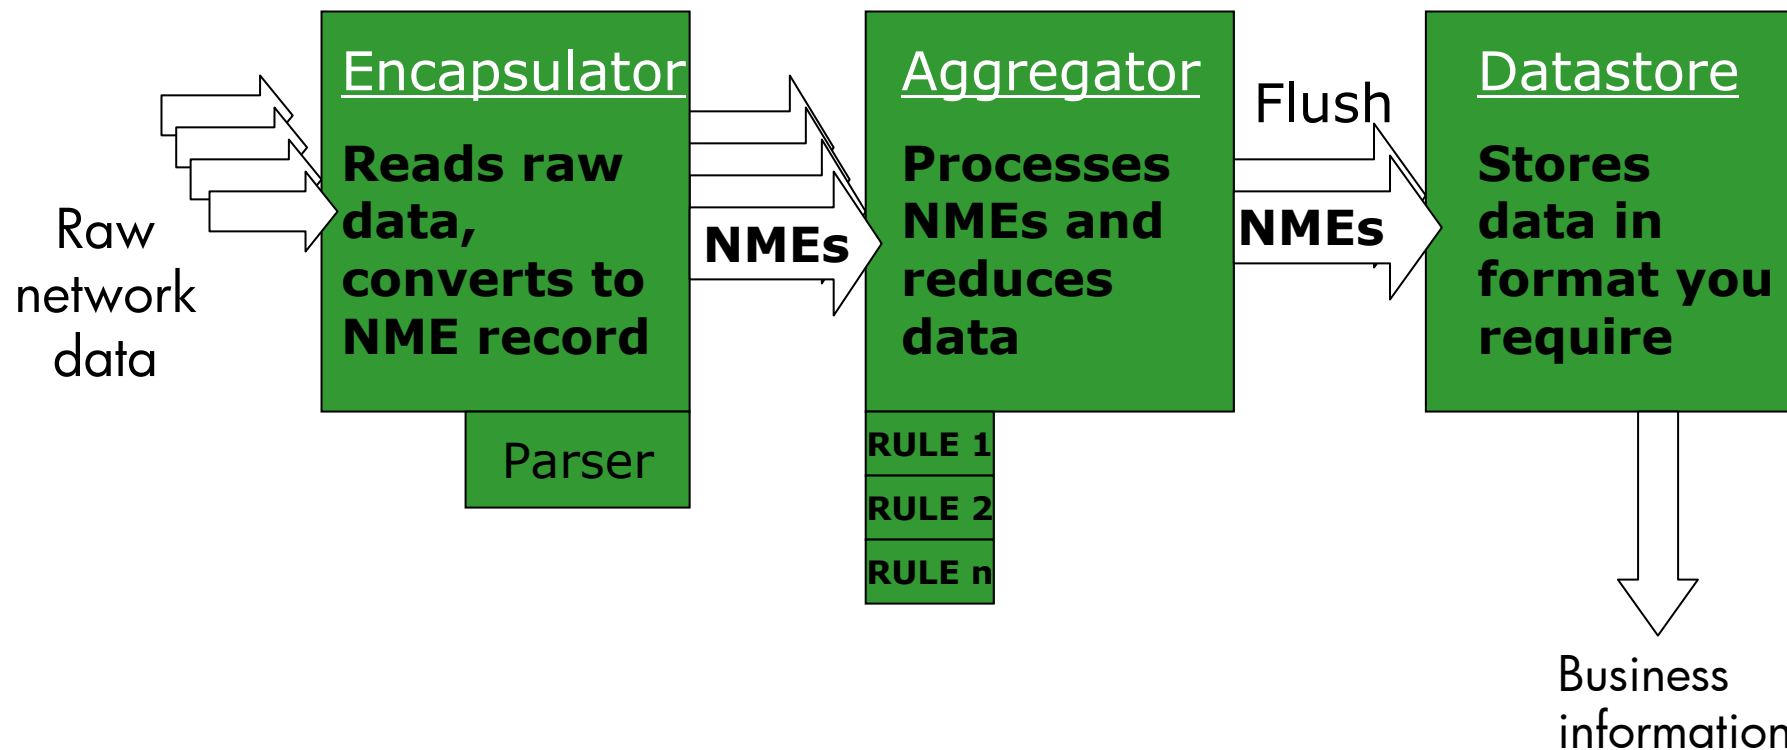 Raw
network
data
Encapsulator
Reads raw
data,
converts to
NME record
Parser
NMEs
Aggregator
Processes
NMEs and
reduces
data
RULE 1
RULE 2
RULE n
Flush
NMEs
Datastore
Stores
data in
format you
require
Business
information